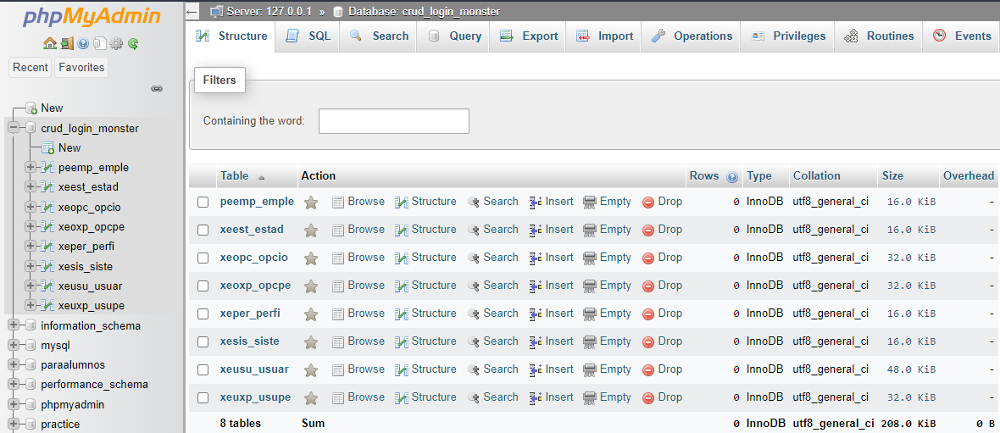 phpMyAdmin
Recent Favorites
New
crud_login_monster
New
peemp_emple
xeest_estad
xeopc_opcio
xeoxp_opcpe
xeper_perfi
xesis_siste
xeusu_usuar
xeuxp_usupe
information_schema
mysql
paraalumnos
performance_schema
phpmyadmin
practice
Server: 127.0.0.1 » Database: crud_login_monster
Structure SQL Search Query Export Import Operations Privileges Routines Events
Filters
Containing the word:
Table Action Rows Type Collation Size Overhead
peemp_emple Browse Structure Search Insert Empty Drop 0 InnoDB utf8_general_ci 16.0 KiB -
xeest_estad Browse Structure Search Insert Empty Drop 0 InnoDB utf8_general_ci 16.0 KiB -
xeopc_opcio Browse Structure Search Insert Empty Drop 0 InnoDB utf8_general_ci 32.0 KiB -
xeoxp_opcpe Browse Structure Search Insert Empty Drop 0 InnoDB utf8_general_ci 32.0 KiB -
xeper_perfi Browse Structure Search Insert Empty Drop 0 InnoDB utf8_general_ci 16.0 KiB -
xesis_siste Browse Structure Search Insert Empty Drop 0 InnoDB utf8_general_ci 16.0 KiB -
xeusu_usuar Browse Structure Search Insert Empty Drop 0 InnoDB utf8_general_ci 48.0 KiB -
xeuxp_usupe Browse Structure Search Insert Empty Drop 0 InnoDB utf8_general_ci 32.0 KiB -
8 tables Sum 0 InnoDB utf8_general_ci 208.0 KiB 0 B